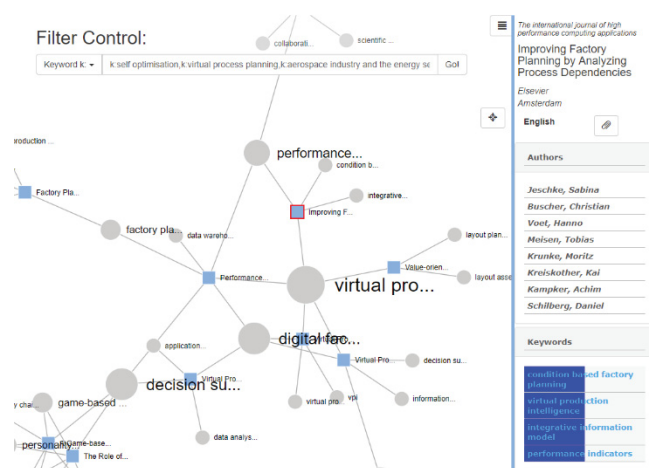 Filter Control:
Keyword k:
k:self optimisation,k:virtual process planning,k:aerospace industry and the energy se
Go!
collaborati...
scientific ...
performance...
condition b...
integrative...
Improving F...
roduction ...
Factory Pla...
factory pla...
data wareho...
Performance...
layout plan...
Value-orien...
layout asse
virtual pro...
digital fac...
application...
Virtual Pro...
Virtual Pro...
decision su...
decision su...
game-based ...
virtual pro...
vpi
information...
y chai...
data analys...
personality...
Game-base...
The Role of...
The international journal of high
performance computing applications
Improving Factory
Planning by Analyzing
Process Dependencies
Elsevier
Amsterdam
English
Authors
Jeschke, Sabina
Buscher, Christian
Voet, Hanno
Meisen, Tobias
Krunke, Moritz
Kreiskother, Kai
Kampker, Achim
Schilberg, Daniel
Keywords
condition based factory
planning
virtual production
intelligence
integrative information
model
performance indicators